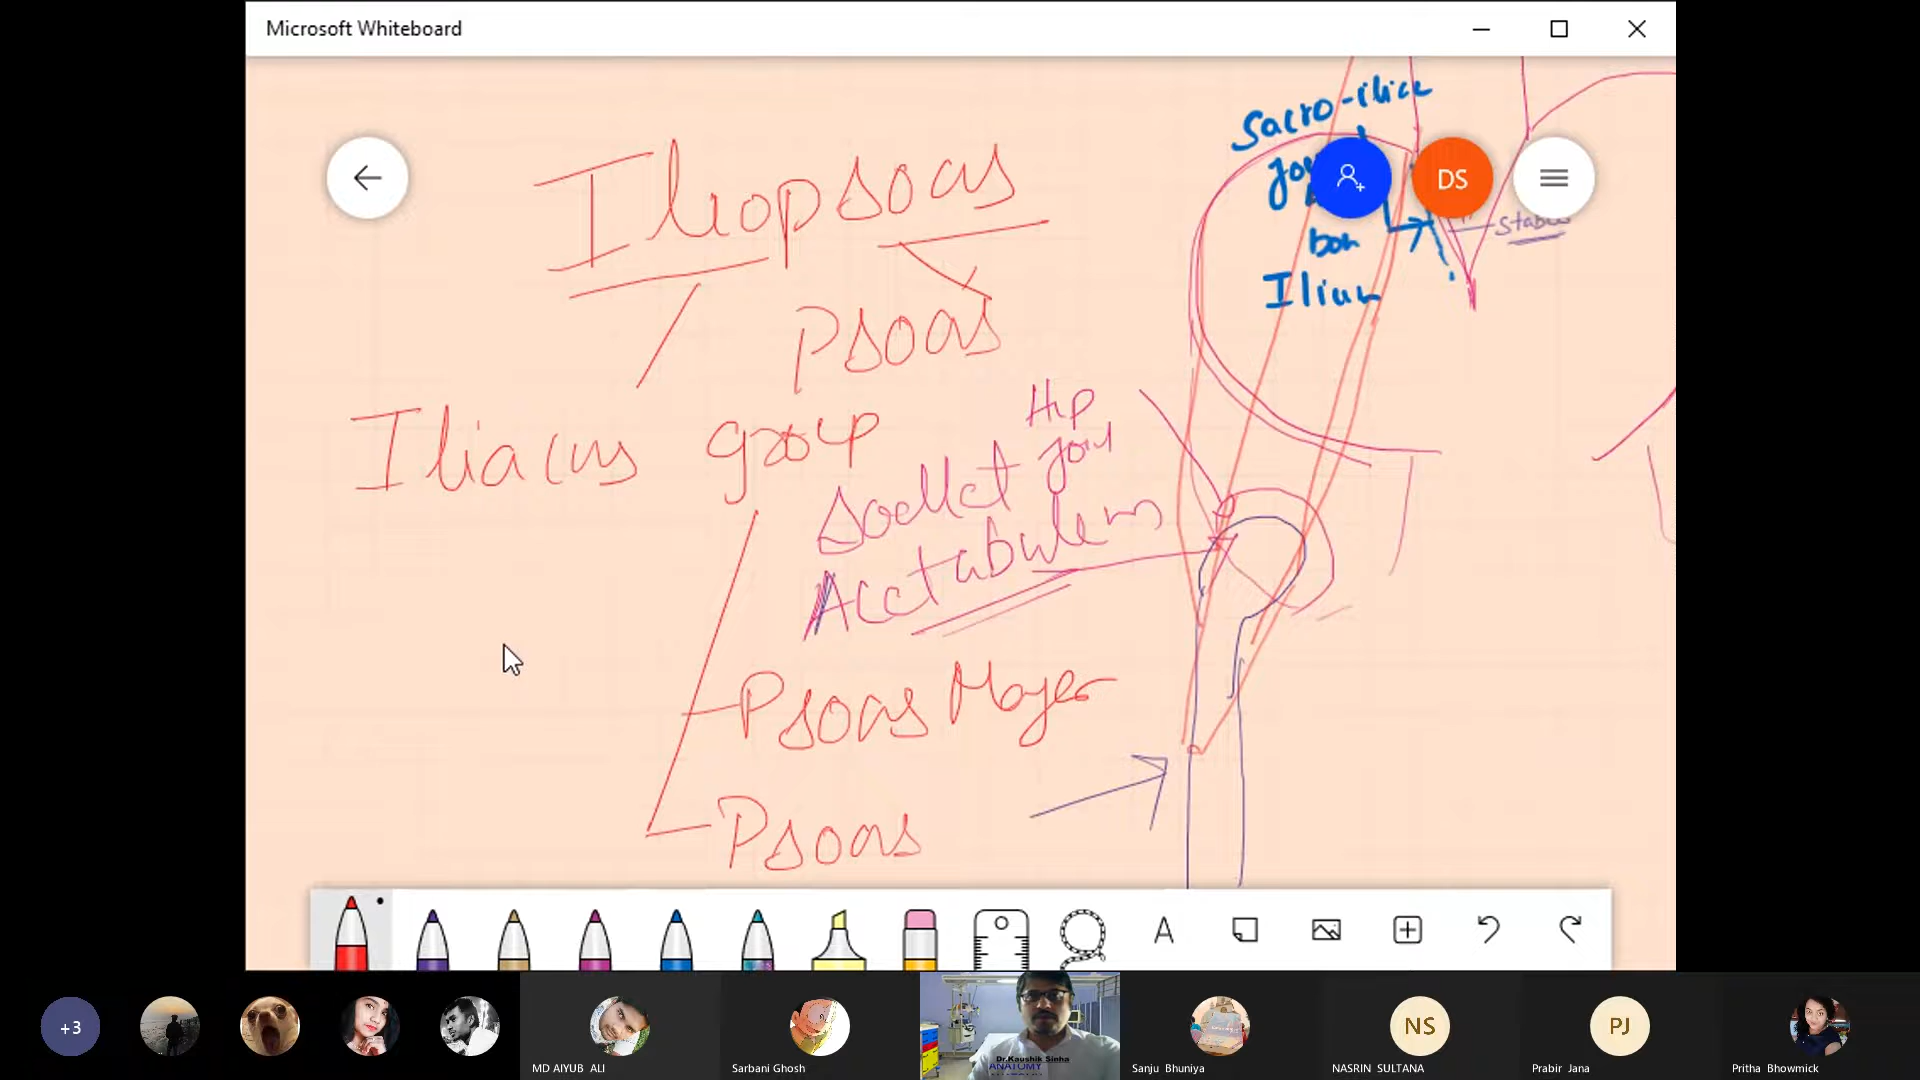 Microsoft Whiteboard
Sacro-iliac
DS
Stable
bon
Ilium
Iliopsoas
Psoas
Iliacus group
Hip
Joint
Socket
Acetabulum
Psoas Major
Psoas
A
+3
MD AIYUB ALI
Sarbani Ghosh
Dr.Kaushik Sinha
ANATOMY
Sanju Bhuniya
NS
NASRIN SULTANA
PJ
Prabir Jana
Pritha Bhowmick